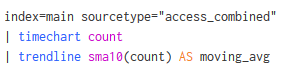 index=main sourcetype="access_combined"
| timechart count
| trendline sma10(count) AS moving_avg